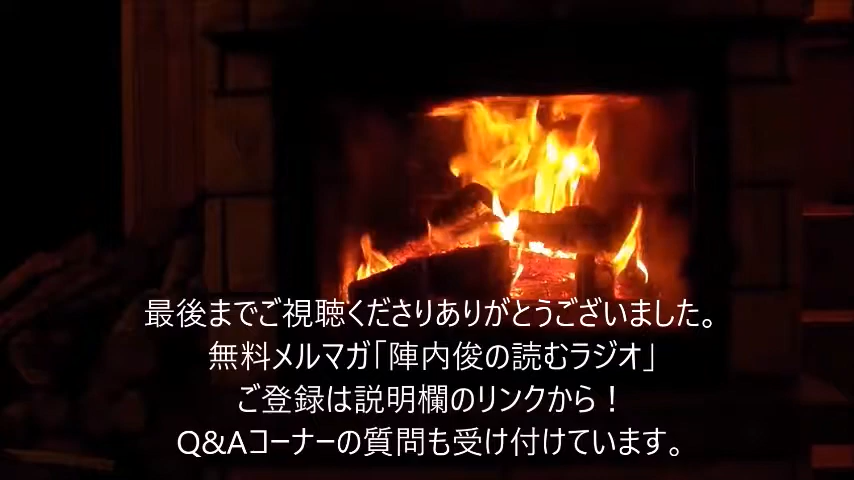 最後までご視聴くださりありがとうございました。
無料メルマガ「陣内俊の読むラジオ」
ご登録は説明欄のリンクから！
Q&Aコーナーの質問も受け付けています。